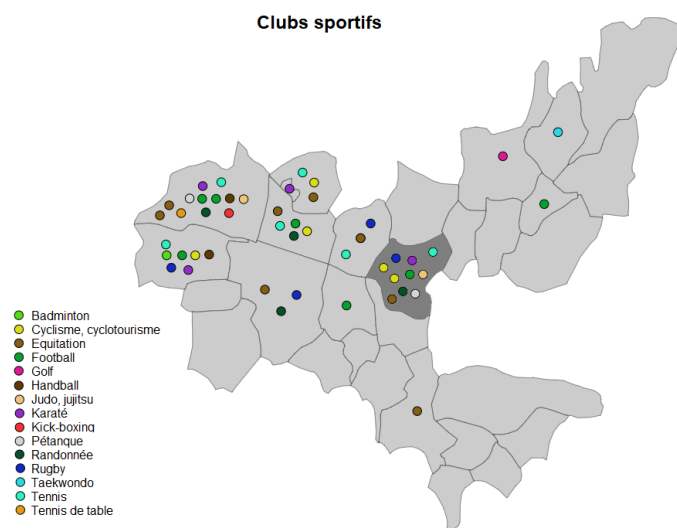 Clubs sportifs
Badminton
Cyclisme, cyclotourisme
Equitation
Football
Golf
Handball
Judo, jujitsu
Karaté
Kick-boxing
Pétanque
Randonnée
Rugby
Taekwondo
Tennis
Tennis de table